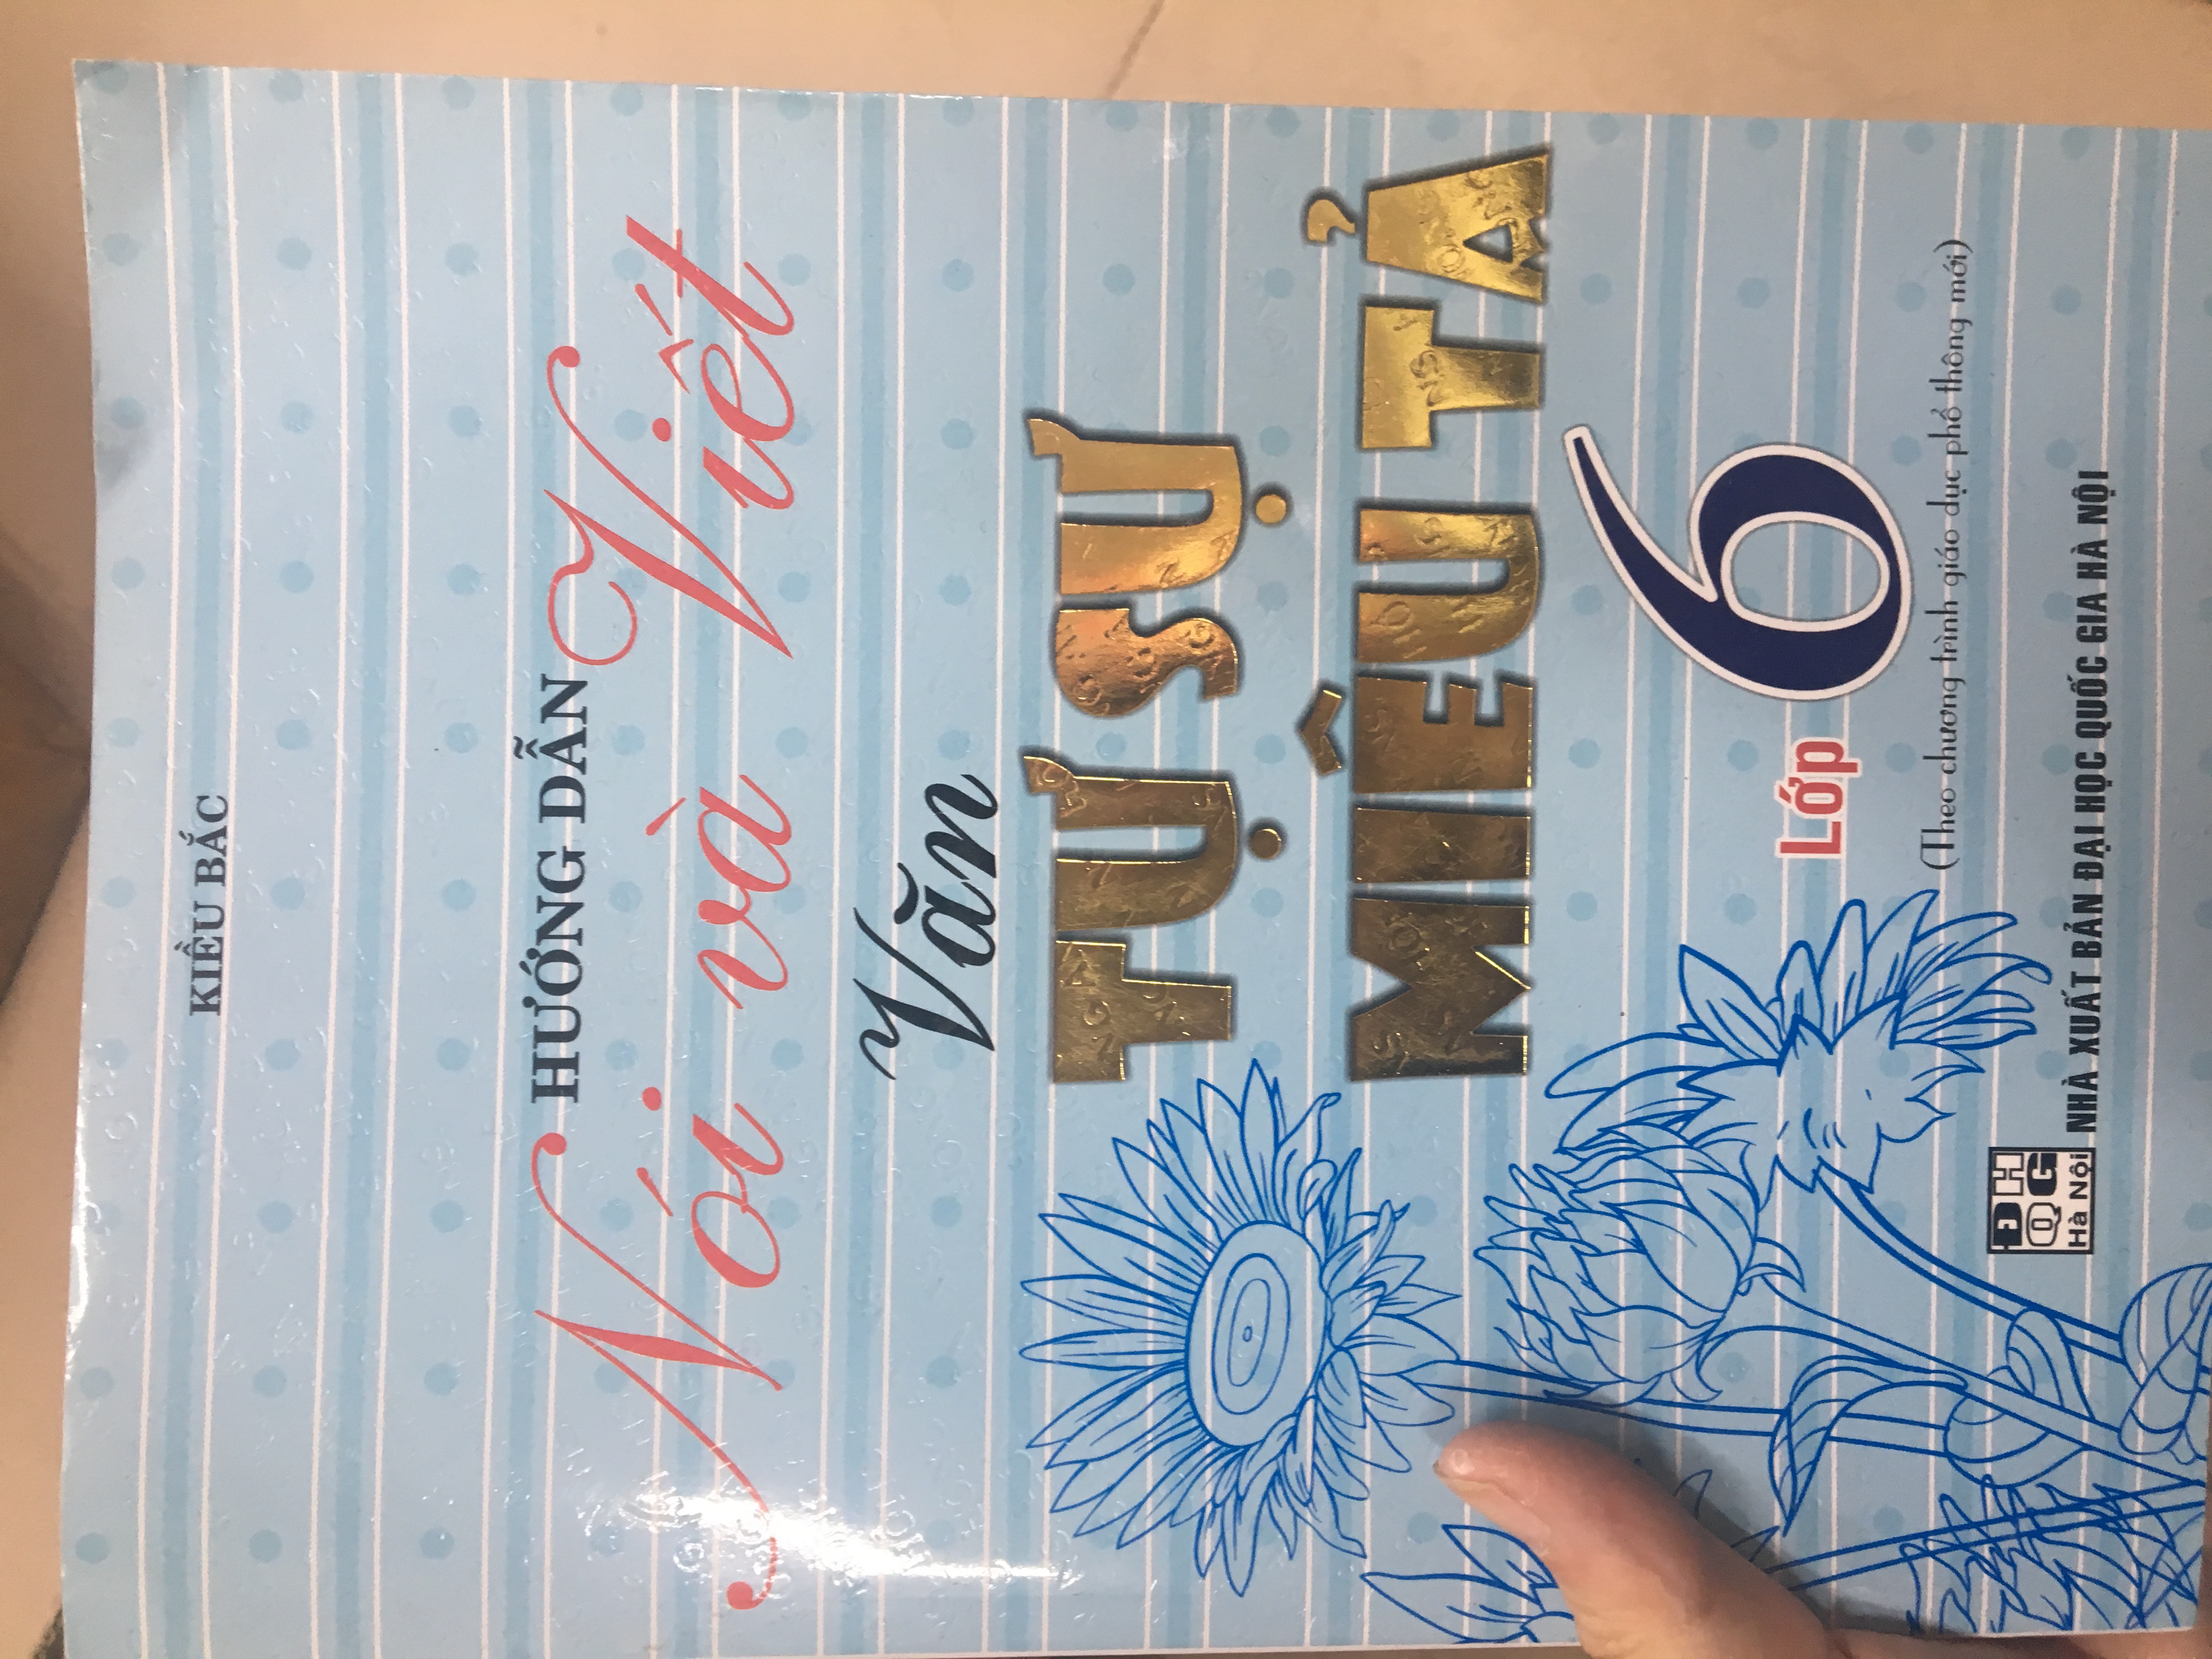 KIỀU BẮC
HƯỚNG DẪN
Nói và Viết
Văn
TỰ SỰ
MIÊU TẢ
Lớp 6
(Theo chương trình giáo dục phổ thông mới)
ĐH
QG
Hà Nội
NHÀ XUẤT BẢN ĐẠI HỌC QUỐC GIA HÀ NỘI